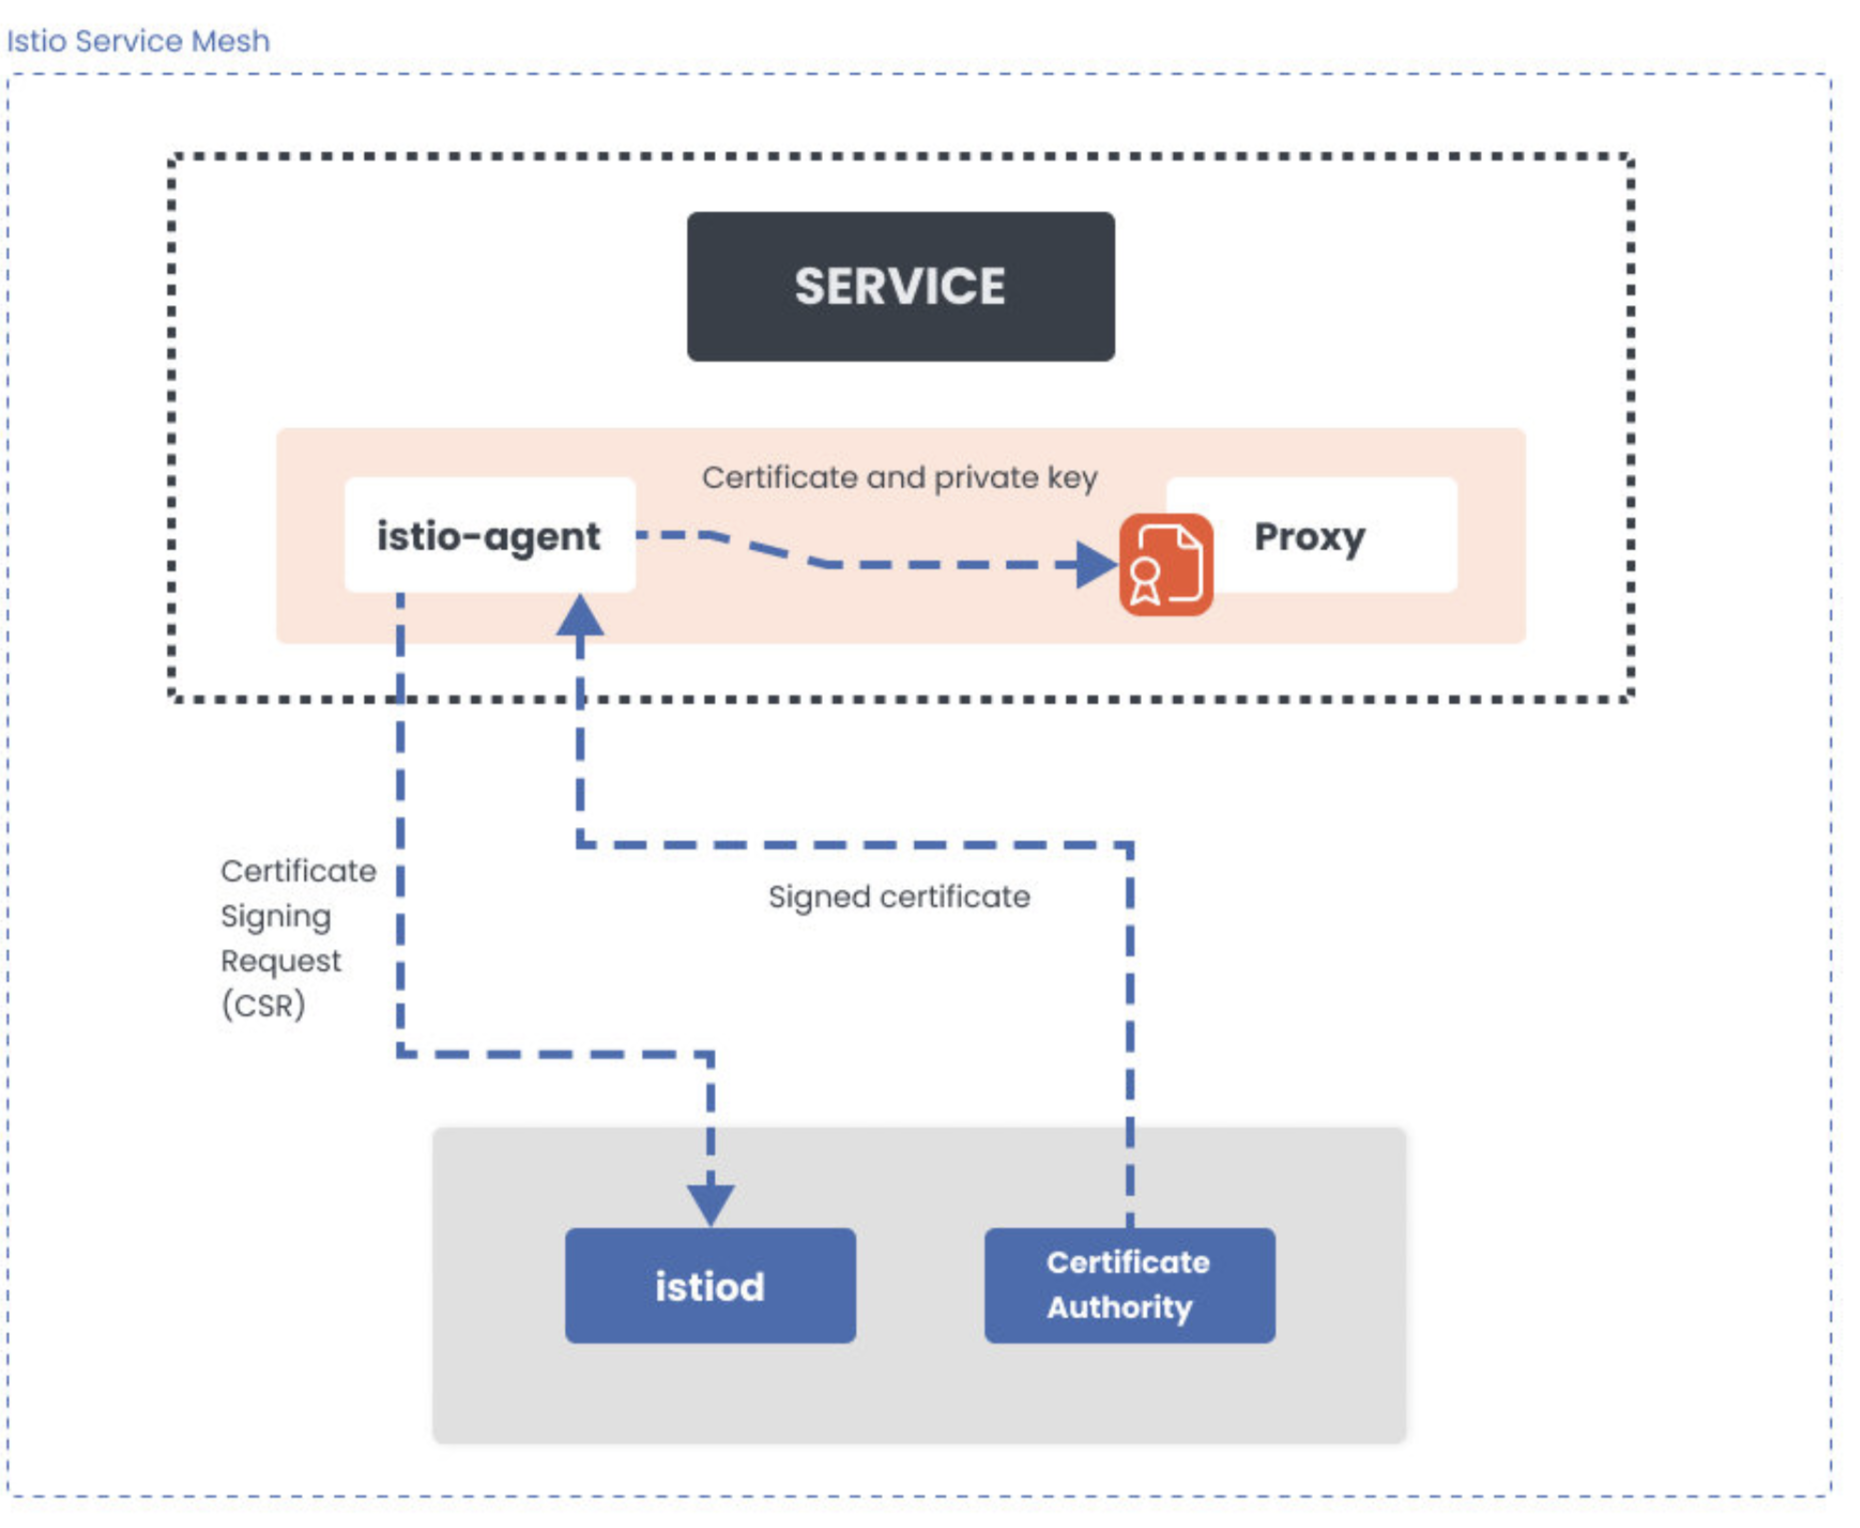 Istio Service Mesh
SERVICE
Certificate and private key
istio-agent
Proxy
Certificate
Signing
Request
(CSR)
Signed certificate
istiod
Certificate
Authority